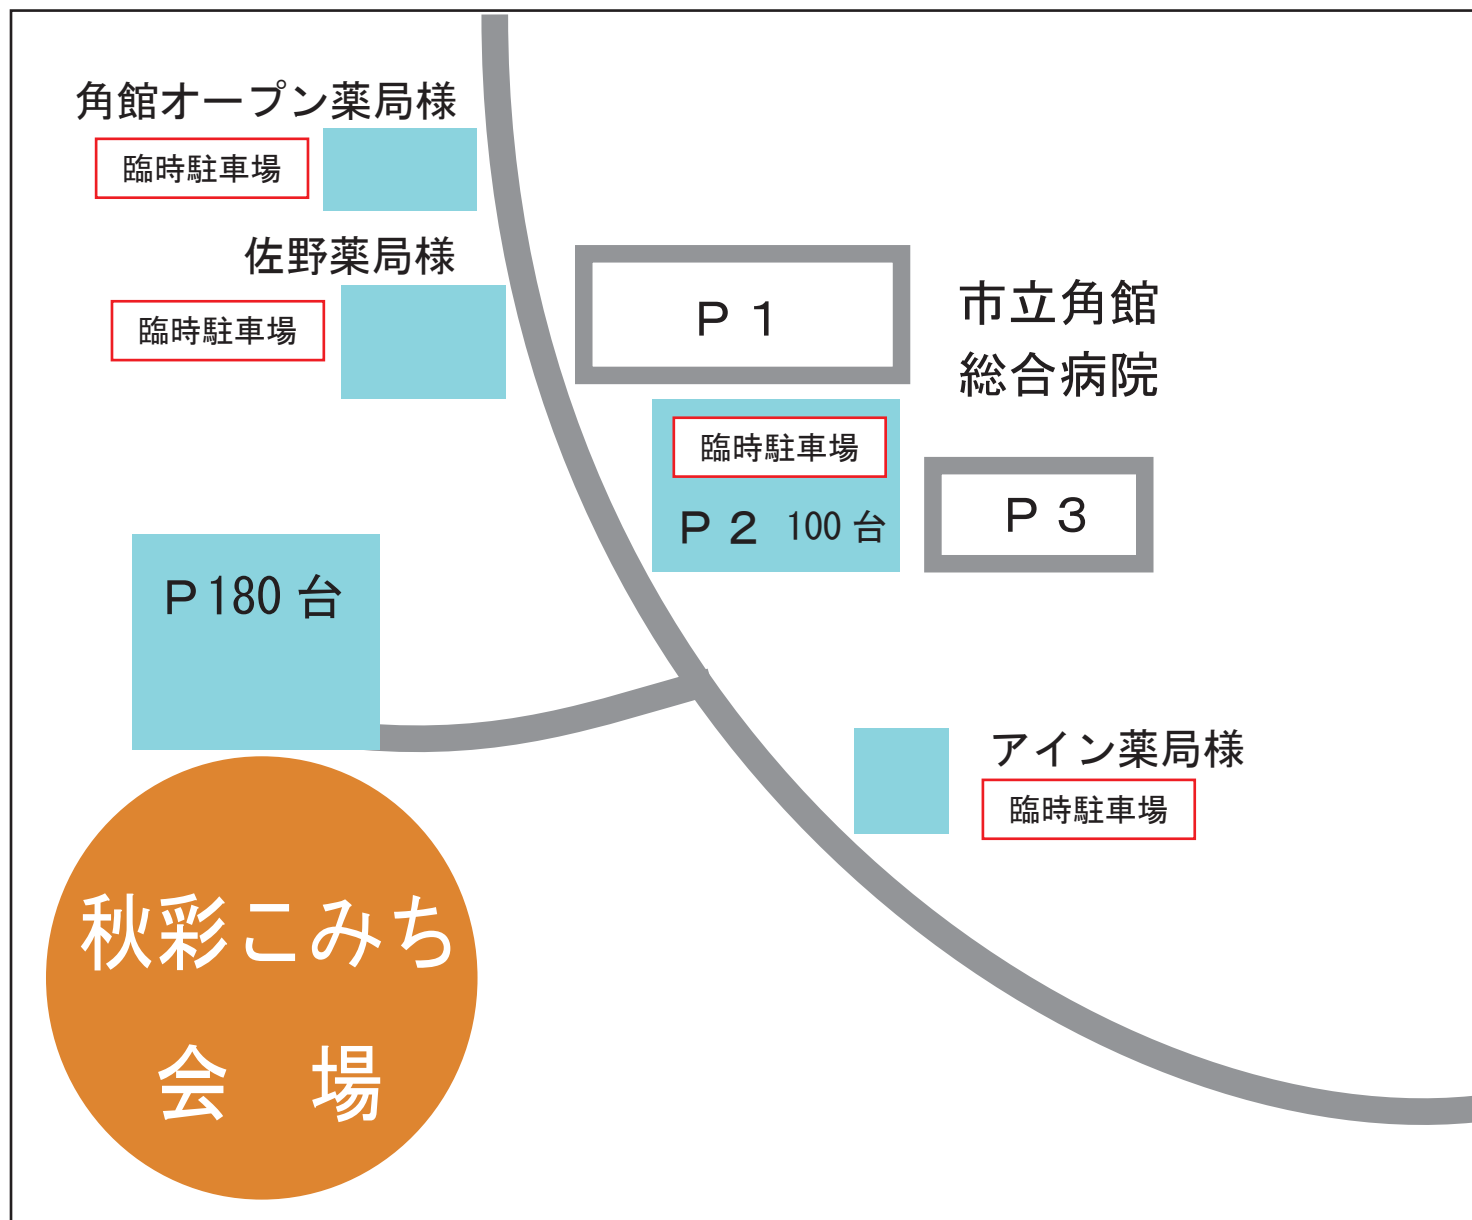 角館オープン薬局様
臨時駐車場
佐野薬局様
臨時駐車場
Ｐ１
市立角館
総合病院
臨時駐車場
Ｐ２ 100 台
Ｐ３
Ｐ180 台
アイン薬局様
臨時駐車場
秋彩こみち
会　場